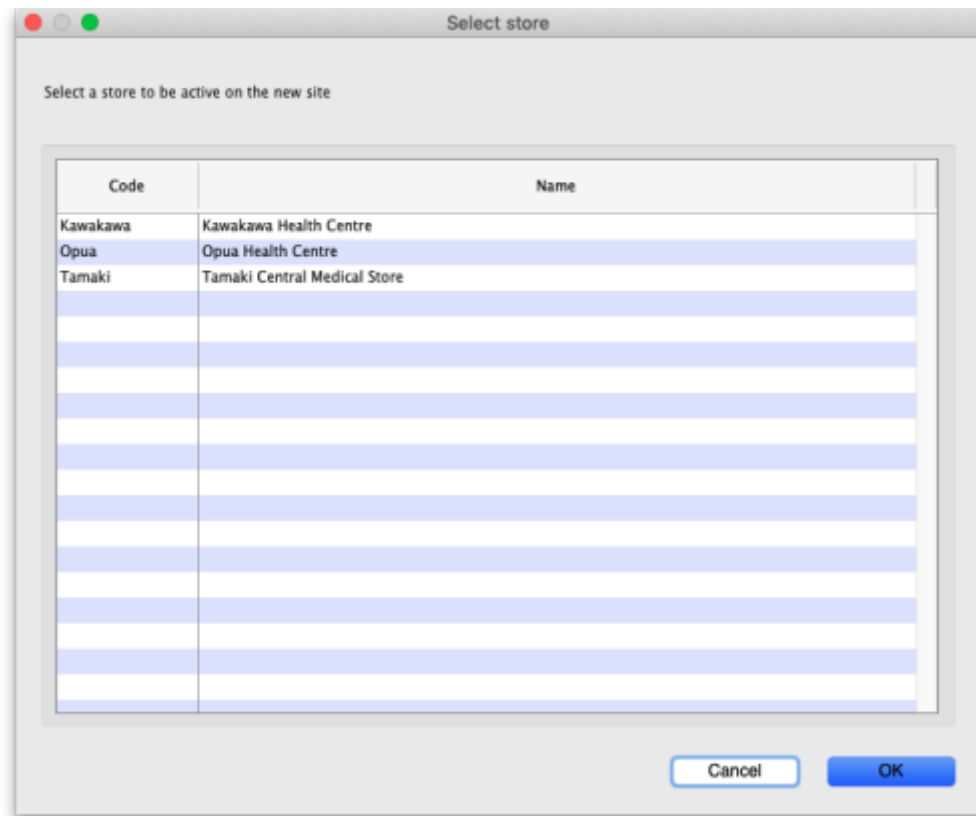 Select store
Select a store to be active on the new site
Code Name
Kawakawa Kawakawa Health Centre
Opua Opua Health Centre
Tamaki Tamaki Central Medical Store
Cancel OK